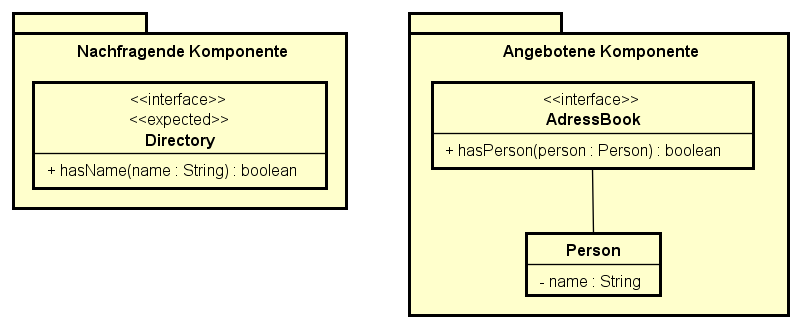 Nachfragende Komponente
<<interface>>
<<expected>>
Directory
+ hasName(name : String) : boolean
Angebotene Komponente
<<interface>>
AdressBook
+ hasPerson(person : Person) : boolean
Person
- name : String